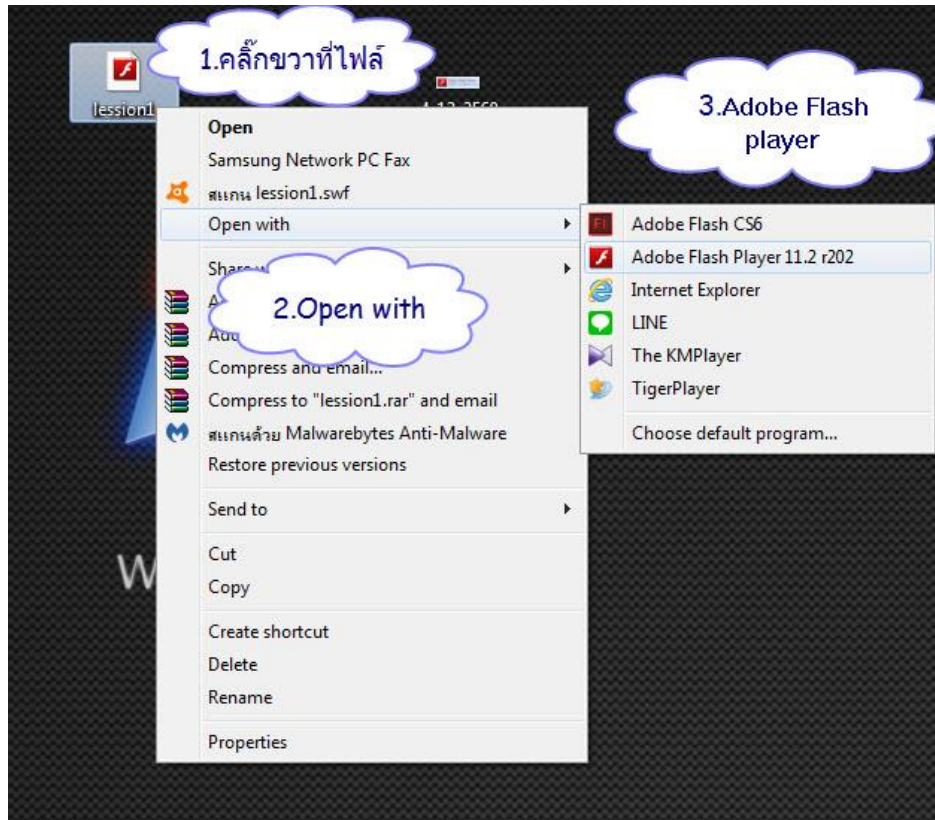 1.คลิ๊กขวาที่ไฟล์
lession1
3.Adobe Flash
player
Open
Samsung Network PC Fax
สแกน lession1.swf
Open with
Adobe Flash CS6
Adobe Flash Player 11.2 r202
Internet Explorer
LINE
The KMPlayer
TigerPlayer
Choose default program...
Share
2.Open with
Compress and email...
Compress to "lession1.rar" and email
สแกนด้วย Malwarebytes Anti-Malware
Restore previous versions
Send to
Cut
Copy
Create shortcut
Delete
Rename
Properties
W